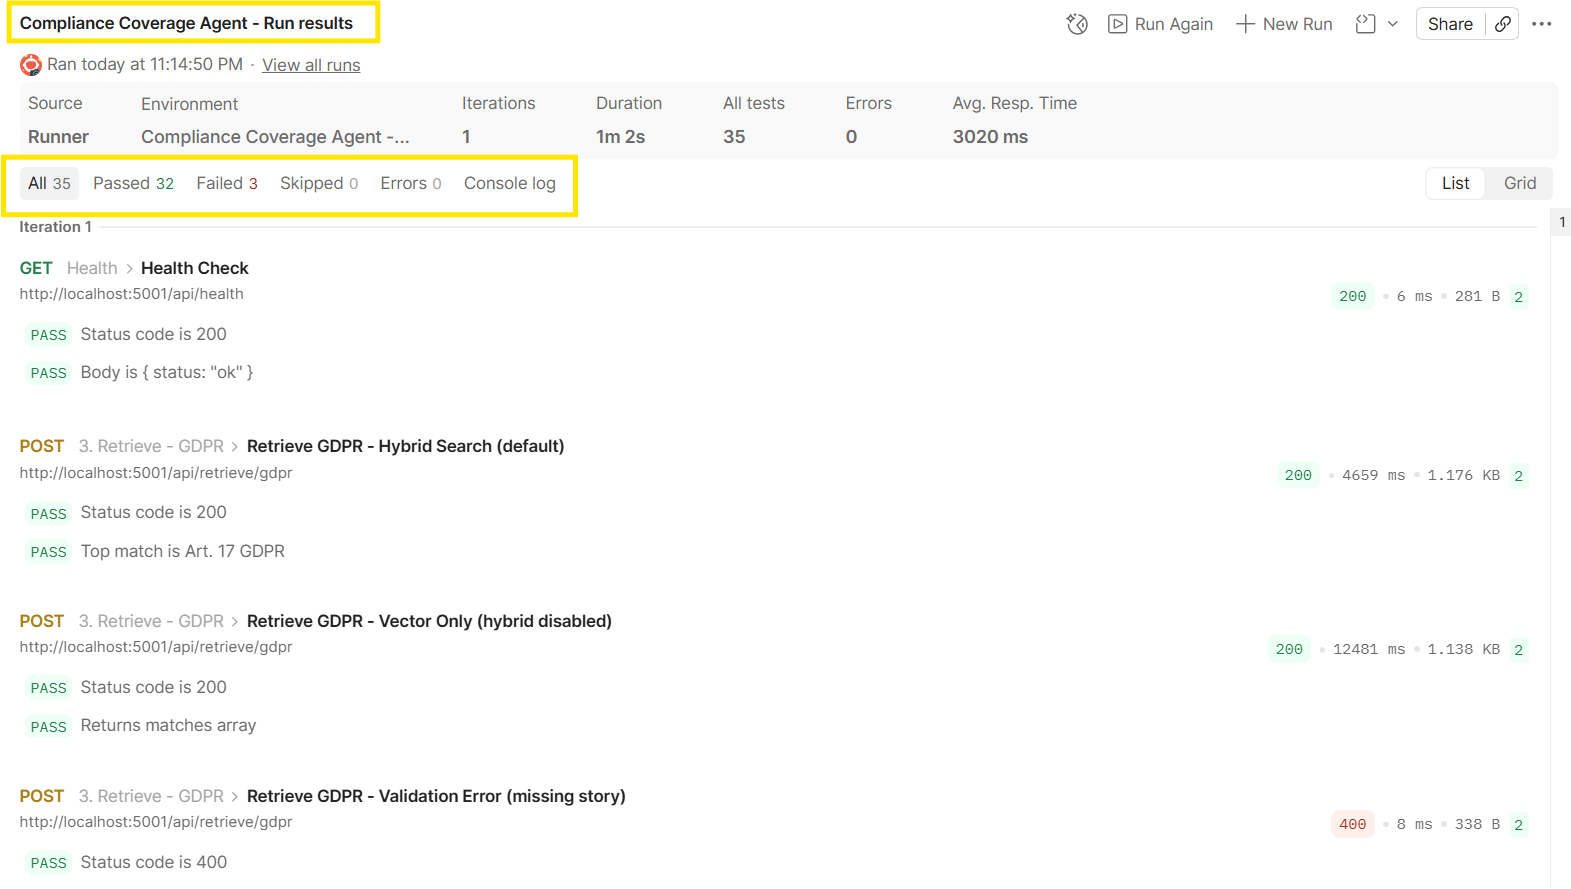 Compliance Coverage Agent - Run results
Run Again
New Run
Share
Ran today at 11:14:50 PM · View all runs
Source Environment Iterations Duration All tests Errors Avg. Resp. Time
Runner Compliance Coverage Agent -... 1 1m 2s 35 0 3020 ms
All 35 Passed 32 Failed 3 Skipped 0 Errors 0 Console log
List Grid
Iteration 1
1
GET Health > Health Check
http://localhost:5001/api/health
200 • 6 ms • 281 B 2
PASS Status code is 200
PASS Body is { status: "ok" }
POST 3. Retrieve - GDPR > Retrieve GDPR - Hybrid Search (default)
http://localhost:5001/api/retrieve/gdpr
200 • 4659 ms • 1.176 KB 2
PASS Status code is 200
PASS Top match is Art. 17 GDPR
POST 3. Retrieve - GDPR > Retrieve GDPR - Vector Only (hybrid disabled)
http://localhost:5001/api/retrieve/gdpr
200 • 12481 ms • 1.138 KB 2
PASS Status code is 200
PASS Returns matches array
POST 3. Retrieve - GDPR > Retrieve GDPR - Validation Error (missing story)
http://localhost:5001/api/retrieve/gdpr
400 • 8 ms • 338 B 2
PASS Status code is 400